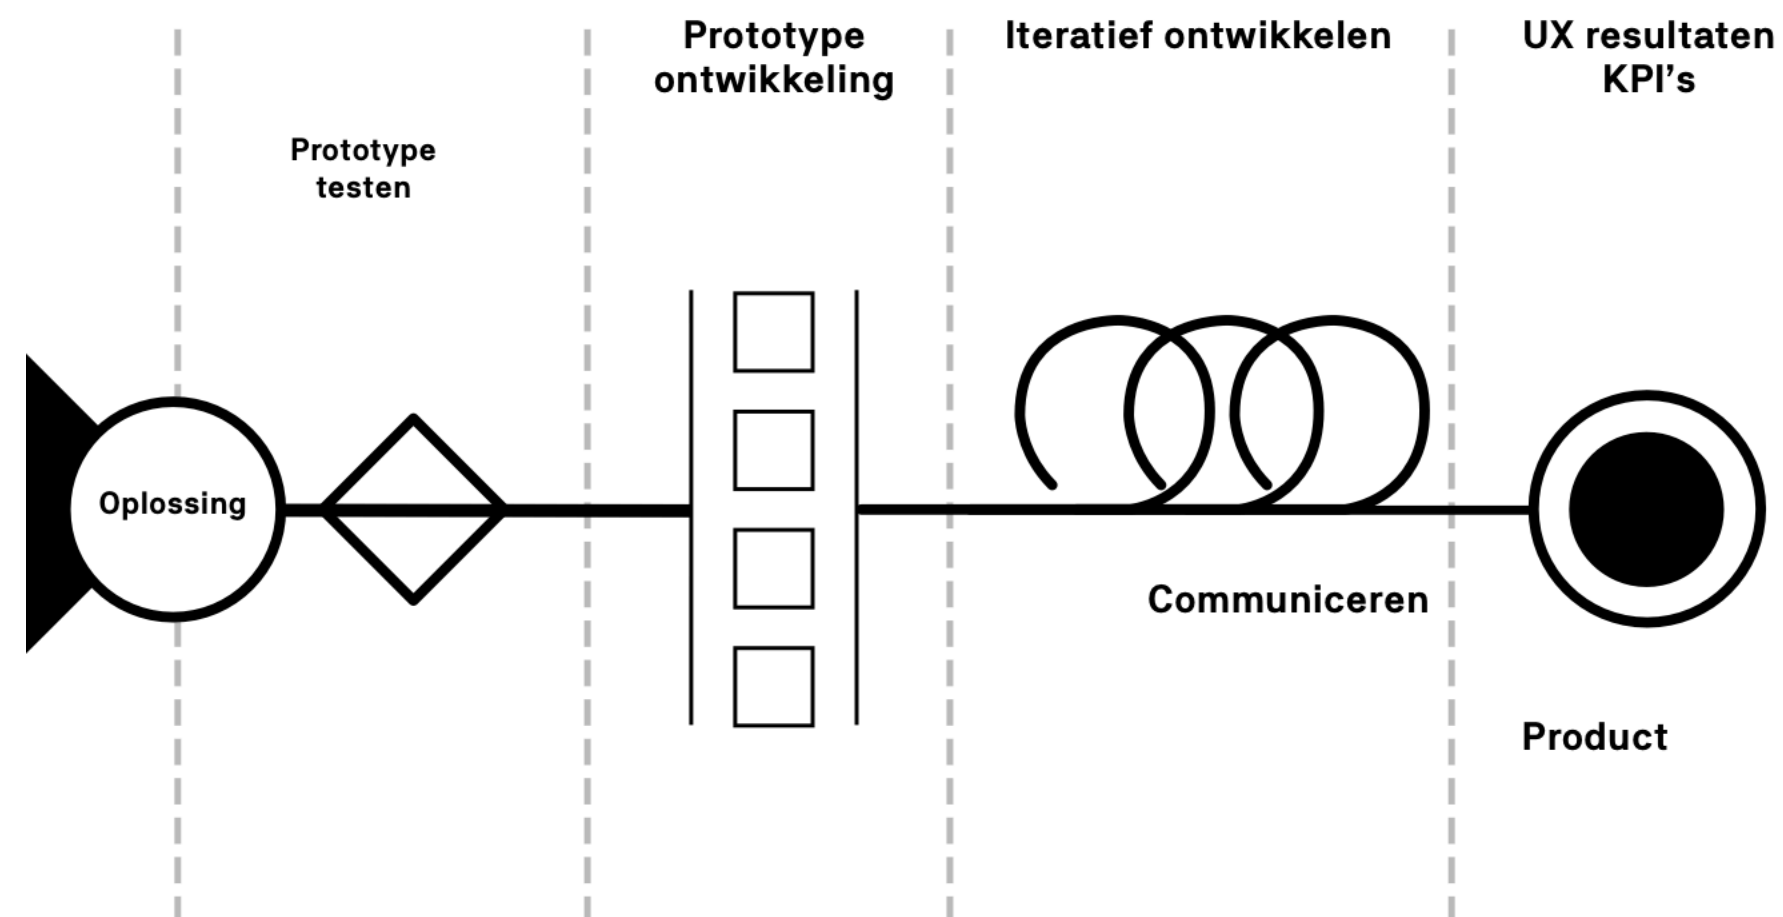 Prototype
ontwikkeling
Iteratief ontwikkelen
UX resultaten
KPI’s
Prototype
testen
Oplossing
Communiceren
Product